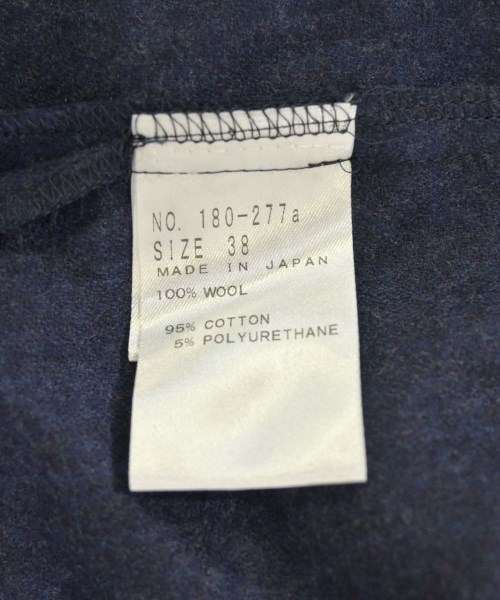 NO. 180-277a
SIZE 38
MADE IN JAPAN
100% WOOL
95% COTTON
5% POLYURETHANE